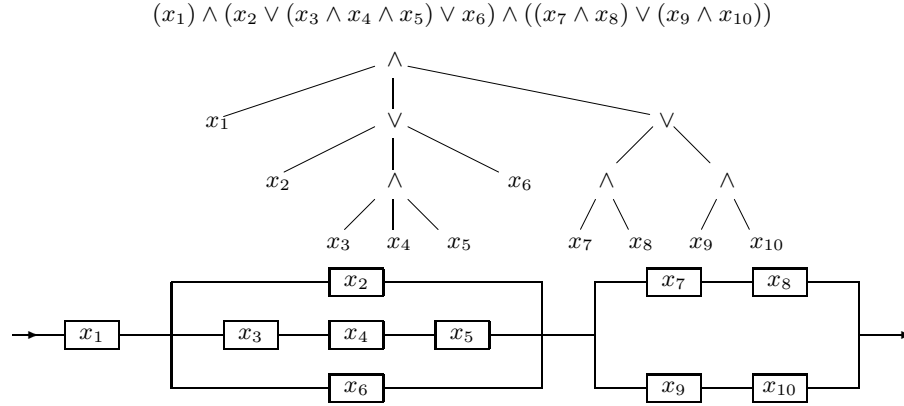 (x₁) ∧ (x₂ ∨ (x₃ ∧ x₄ ∧ x₅) ∨ x₆) ∧ ((x₇ ∧ x₈) ∨ (x₉ ∧ x₁₀))
∧
x₁ ∨ ∨
x₂ ∧ x₆ ∧ ∧
x₃ x₄ x₅ x₇ x₈ x₉ x₁₀
x₂ x₇ x₈
x₁ x₃ x₄ x₅
x₆ x₉ x₁₀